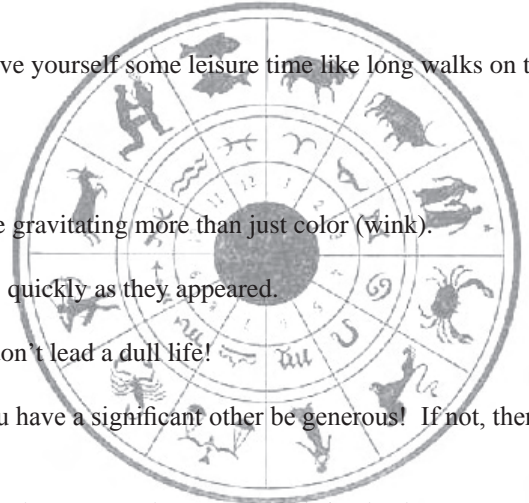 ve yourself some leisure time like long walks on t
e gravitating more than just color (wink).
quickly as they appeared.
on't lead a dull life!
u have a significant other be generous!  If not, ther